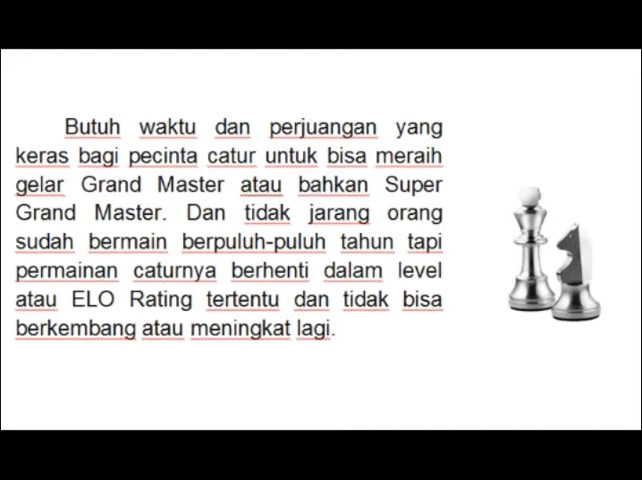 Butuh waktu dan perjuangan yang
keras bagi pecinta catur untuk bisa meraih
gelar Grand Master atau bahkan Super
Grand Master. Dan tidak jarang orang
sudah bermain berpuluh-puluh tahun tapi
permainan caturnya berhenti dalam level
atau ELO Rating tertentu dan tidak bisa
berkembang atau meningkat lagi.